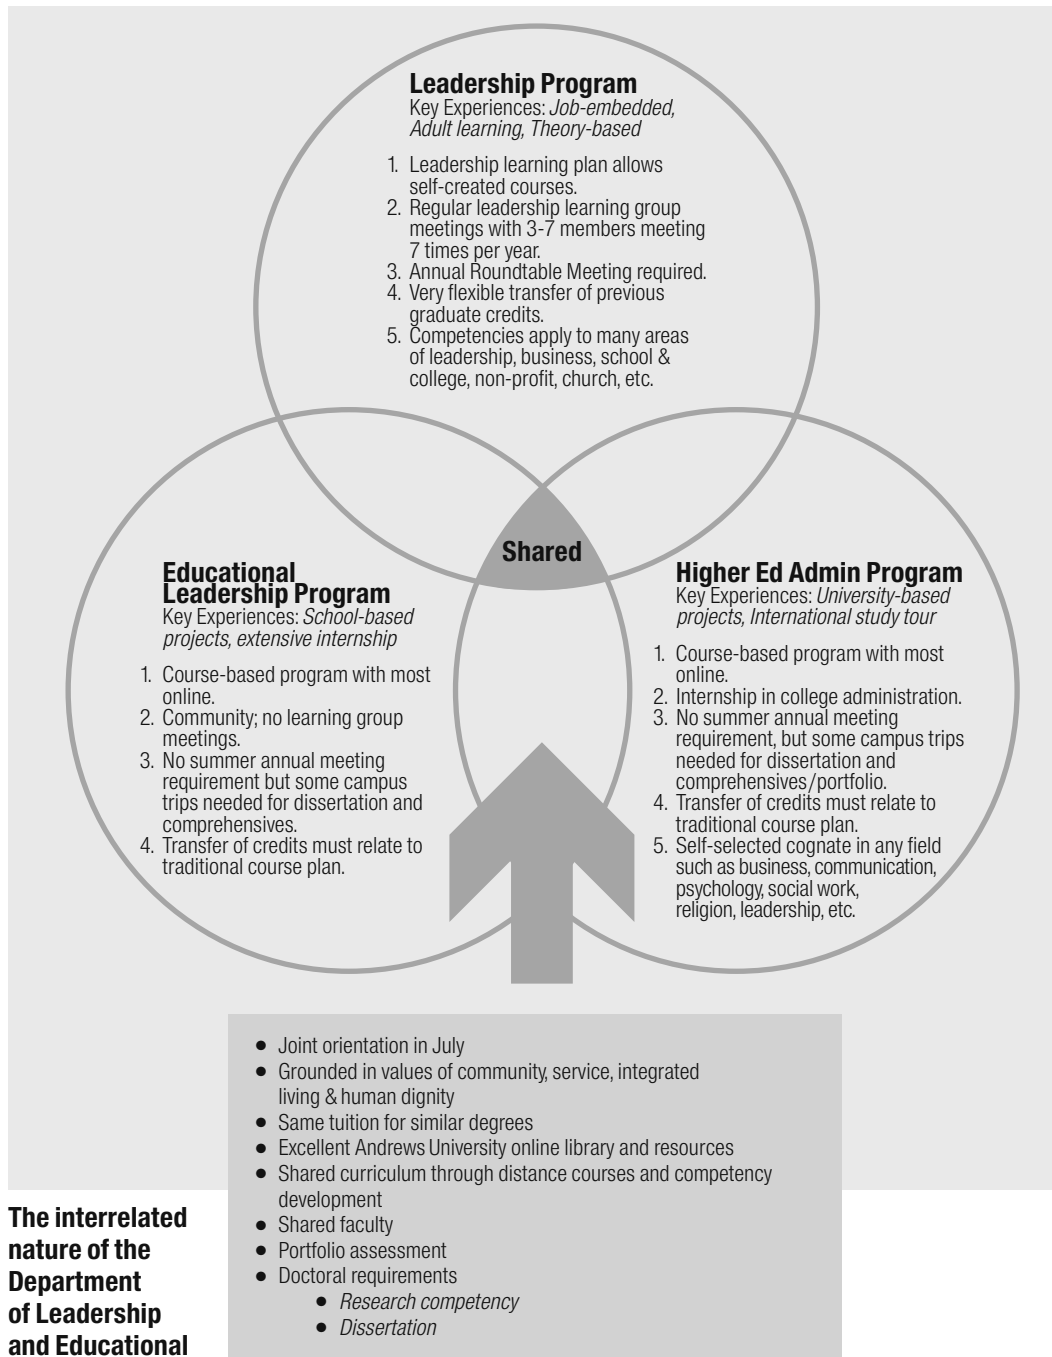 Leadership Program
Key Experiences: Job-embedded,
Adult learning, Theory-based
1. Leadership learning plan allows
self-created courses.
2. Regular leadership learning group
meetings with 3-7 members meeting
7 times per year.
3. Annual Roundtable Meeting required.
4. Very flexible transfer of previous
graduate credits.
5. Competencies apply to many areas
of leadership, business, school &
college, non-profit, church, etc.
Shared
Educational
Leadership Program
Key Experiences: School-based
projects, extensive internship
1. Course-based program with most
online.
2. Community; no learning group
meetings.
3. No summer annual meeting
requirement but some campus
trips needed for dissertation and
comprehensives.
4. Transfer of credits must relate to
traditional course plan.
Higher Ed Admin Program
Key Experiences: University-based
projects, International study tour
1. Course-based program with most
online.
2. Internship in college administration.
3. No summer annual meeting
requirement, but some campus trips
needed for dissertation and
comprehensives/portfolio.
4. Transfer of credits must relate to
traditional course plan.
5. Self-selected cognate in any field
such as business, communication,
psychology, social work,
religion, leadership, etc.
• Joint orientation in July
• Grounded in values of community, service, integrated
living & human dignity
• Same tuition for similar degrees
• Excellent Andrews University online library and resources
• Shared curriculum through distance courses and competency
development
• Shared faculty
• Portfolio assessment
• Doctoral requirements
• Research competency
• Dissertation
The interrelated
nature of the
Department
of Leadership
and Educational